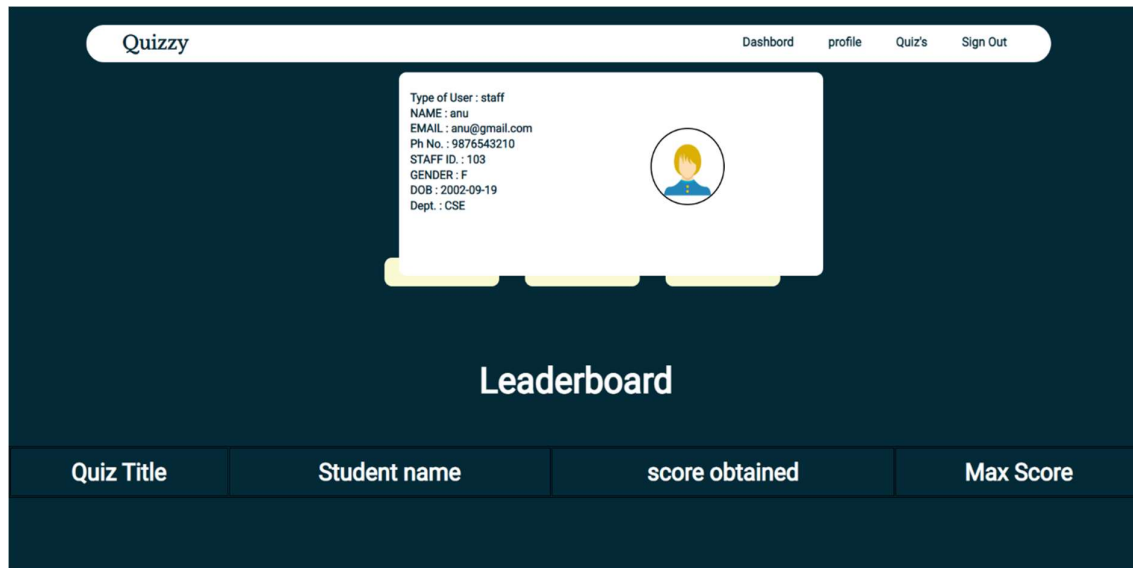 Quizzy Dashbord profile Quiz's Sign Out
Type of User : staff
NAME : anu
EMAIL : anu@gmail.com
Ph No. : 9876543210
STAFF ID. : 103
GENDER : F
DOB : 2002-09-19
Dept. : CSE
Leaderboard
Quiz Title Student name score obtained Max Score